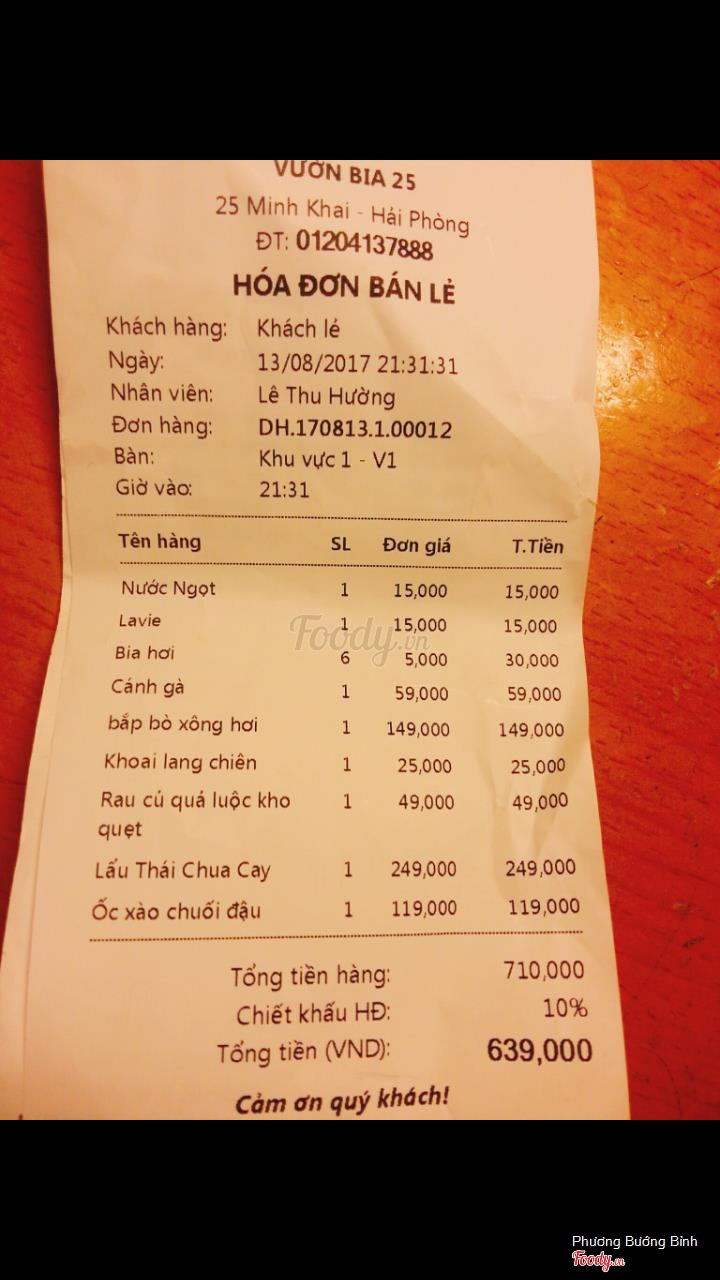 VƯỜN BIA 25
25 Minh Khai - Hải Phòng
ĐT: 01204137888
HÓA ĐƠN BÁN LẺ
Khách hàng: Khách lẻ
Ngày: 13/08/2017 21:31:31
Nhân viên: Lê Thu Hường
Đơn hàng: DH.170813.1.00012
Bàn: Khu vực 1 - V1
Giờ vào: 21:31
Tên hàng SL Đơn giá T.Tiền
Nước Ngọt 1 15,000 15,000
Lavie 1 15,000 15,000
Bia hơi 6 5,000 30,000
Cánh gà 1 59,000 59,000
bắp bò xông hơi 1 149,000 149,000
Khoai lang chiên 1 25,000 25,000
Rau củ quả luộc kho 1 49,000 49,000
quẹt
Lẩu Thái Chua Cay 1 249,000 249,000
Ốc xào chuối đậu 1 119,000 119,000
Tổng tiền hàng: 710,000
Chiết khấu HĐ: 10%
Tổng tiền (VND): 639,000
Cảm ơn quý khách!
Foody.vn
Phương Bướng Bỉnh
Foody.vn